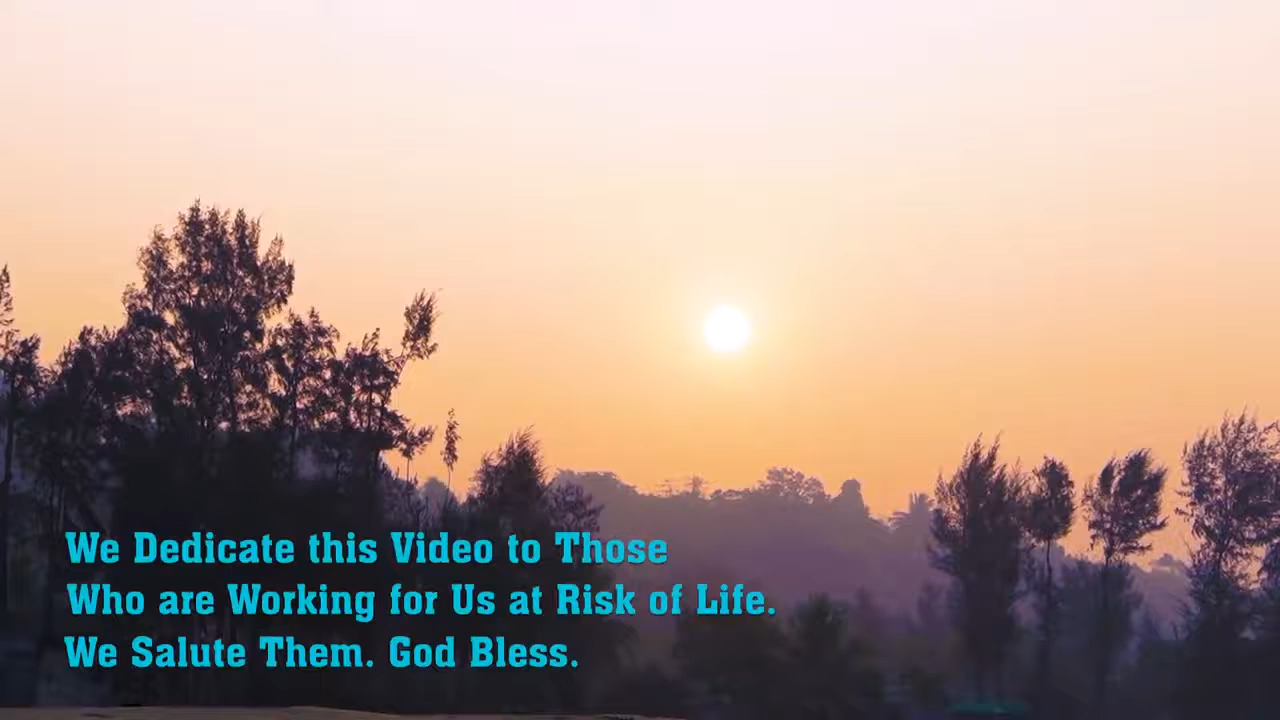 We Dedicate this Video to Those
Who are Working for Us at Risk of Life.
We Salute Them. God Bless.